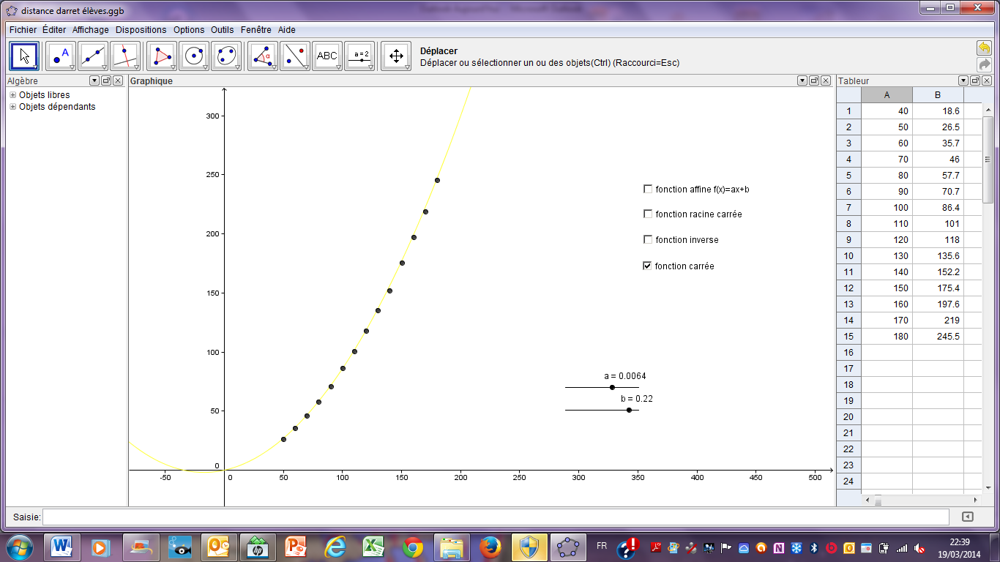 distance darret élèves.ggb
Fichier Éditer Affichage Dispositions Options Outils Fenêtre Aide
A
α
ABC
a = 2
Déplacer
Déplacer ou sélectionner un ou des objets(Ctrl) (Raccourci=Esc)
Algèbre
Objets libres
Objets dépendants
Graphique
300
250
200
150
100
50
0
-50 0 50 100 150 200 250 300 350 400 450 500
fonction affine f(x)=ax+b
fonction racine carrée
fonction inverse
fonction carrée
a = 0.0064
b = 0.22
Tableur
A B
1 40 18.6
2 50 26.5
3 60 35.7
4 70 46
5 80 57.7
6 90 70.7
7 100 86.4
8 110 101
9 120 118
10 130 135.6
11 140 152.2
12 150 175.4
13 160 197.6
14 170 219
15 180 245.5
16
17
18
19
20
21
22
23
24
Saisie:
FR
22:39
19/03/2014